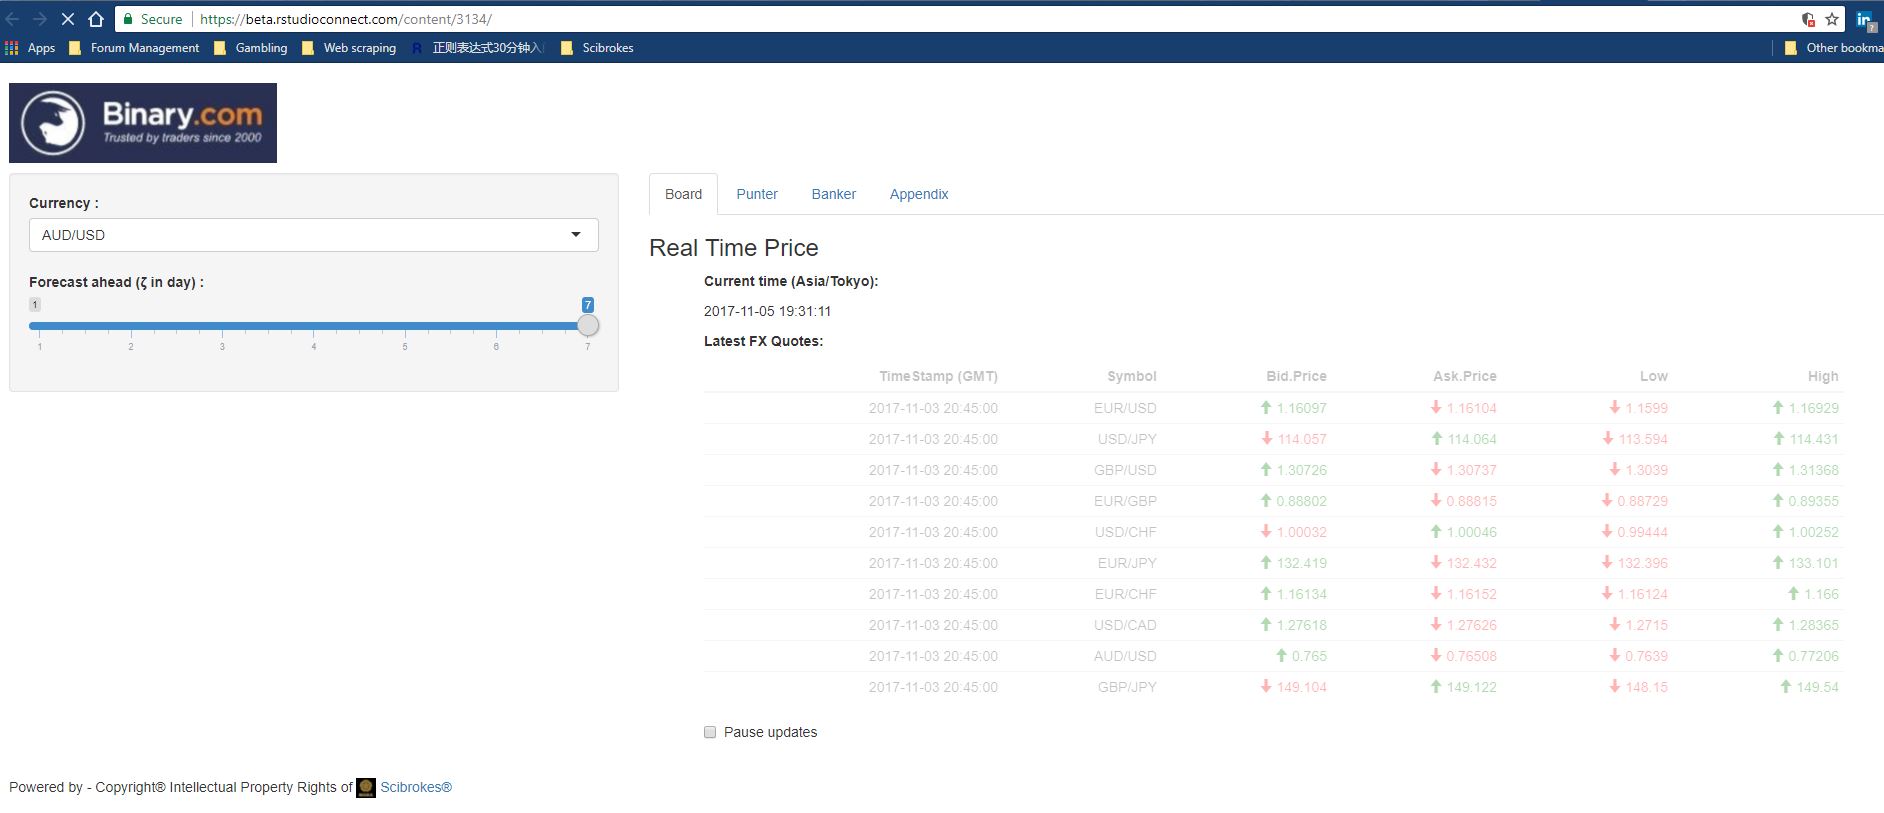 Secure https://beta.rstudioconnect.com/content/3134/
Apps Forum Management Gambling Web scraping R 正则表达式30分钟入 Scibrokes Other bookma
Binary.com
Trusted by traders since 2000
Currency :
AUD/USD
Forecast ahead (ζ in day) :
1 7
1 2 3 4 5 6 7
Board Punter Banker Appendix
Real Time Price
Current time (Asia/Tokyo):
2017-11-05 19:31:11
Latest FX Quotes:
TimeStamp (GMT) Symbol Bid.Price Ask.Price Low High
2017-11-03 20:45:00 EUR/USD 1.16097 1.16104 1.1599 1.16929
2017-11-03 20:45:00 USD/JPY 114.057 114.064 113.594 114.431
2017-11-03 20:45:00 GBP/USD 1.30726 1.30737 1.3039 1.31368
2017-11-03 20:45:00 EUR/GBP 0.88802 0.88815 0.88729 0.89355
2017-11-03 20:45:00 USD/CHF 1.00032 1.00046 0.99444 1.00252
2017-11-03 20:45:00 EUR/JPY 132.419 132.432 132.396 133.101
2017-11-03 20:45:00 EUR/CHF 1.16134 1.16152 1.16124 1.166
2017-11-03 20:45:00 USD/CAD 1.27618 1.27626 1.2715 1.28365
2017-11-03 20:45:00 AUD/USD 0.765 0.76508 0.7639 0.77206
2017-11-03 20:45:00 GBP/JPY 149.104 149.122 148.15 149.54
Pause updates
Powered by - Copyright® Intellectual Property Rights of Scibrokes®